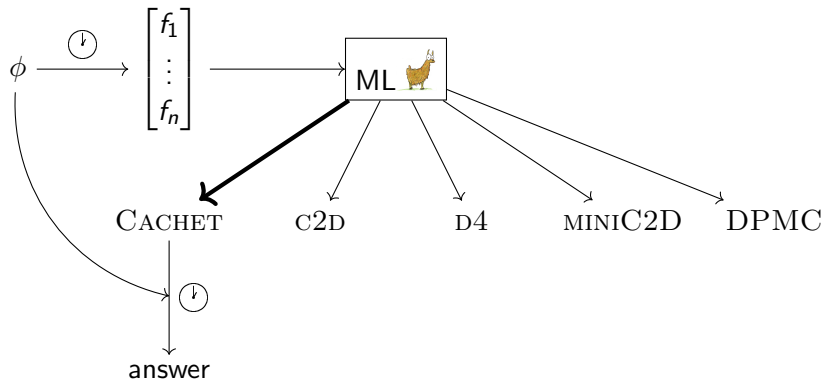 ϕ
f₁
⋮
fₙ
ML
CACHET
C2D
D4
MINIC2D
DPMC
answer